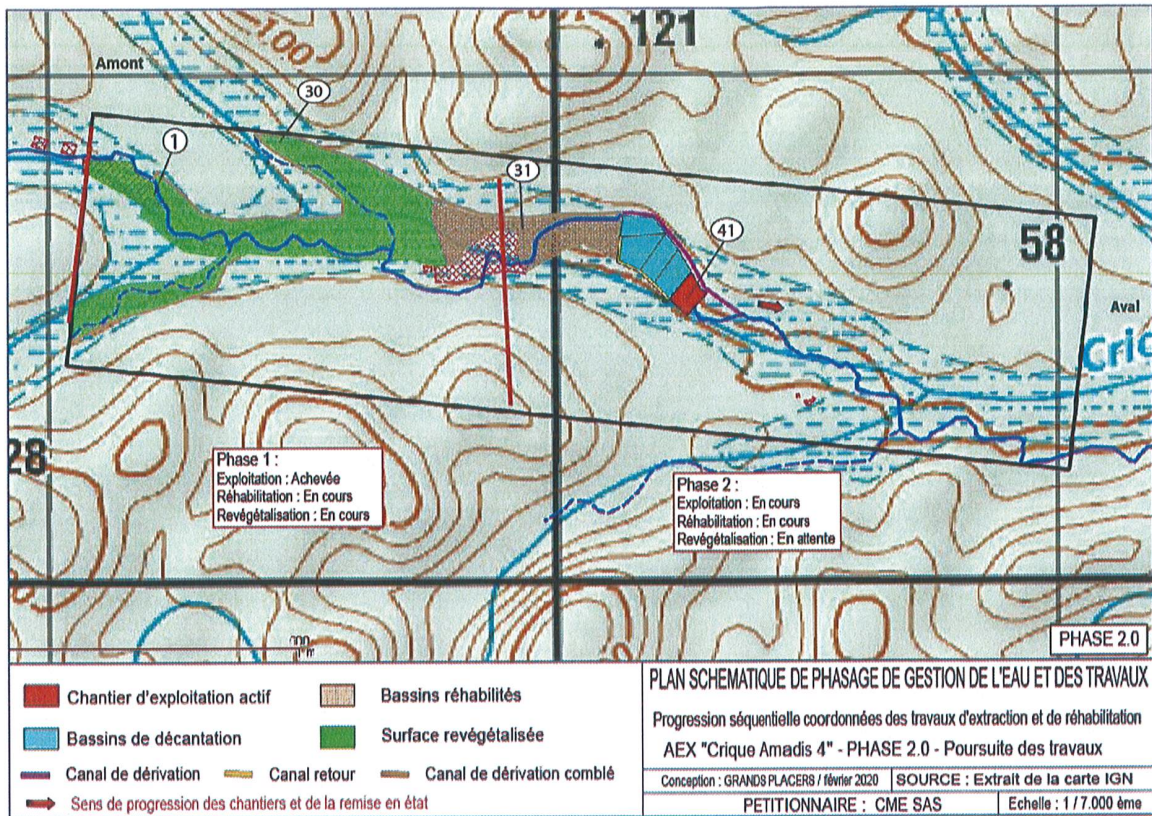 121
100
Amont
30
1
31
41
58
Aval
Cric
28
Phase 1 :
Exploitation : Achevée
Réhabilitation : En cours
Revégétalisation : En cours
Phase 2 :
Exploitation : En cours
Réhabilitation : En cours
Revégétalisation : En attente
PHASE 2.0
Chantier d'exploitation actif
Bassins réhabilités
Bassins de décantation
Surface revégétalisée
Canal de dérivation
Canal retour
Canal de dérivation comblé
Sens de progression des chantiers et de la remise en état
PLAN SCHEMATIQUE DE PHASAGE DE GESTION DE L'EAU ET DES TRAVAUX
Progression séquentielle coordonnées des travaux d'extraction et de réhabilitation
AEX "Crique Amadis 4" - PHASE 2.0 - Poursuite des travaux
Conception : GRANDS PLACERS / février 2020
SOURCE : Extrait de la carte IGN
PETITIONNAIRE : CME SAS
Echelle : 1 / 7.000 ème